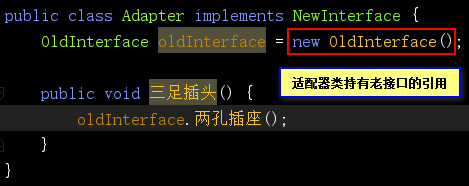 public class Adapter implements NewInterface {
OldInterface oldInterface = new OldInterface();
适配器类持有老接口的引用
public void 三足插头() {
oldInterface.两孔插座();
}
}